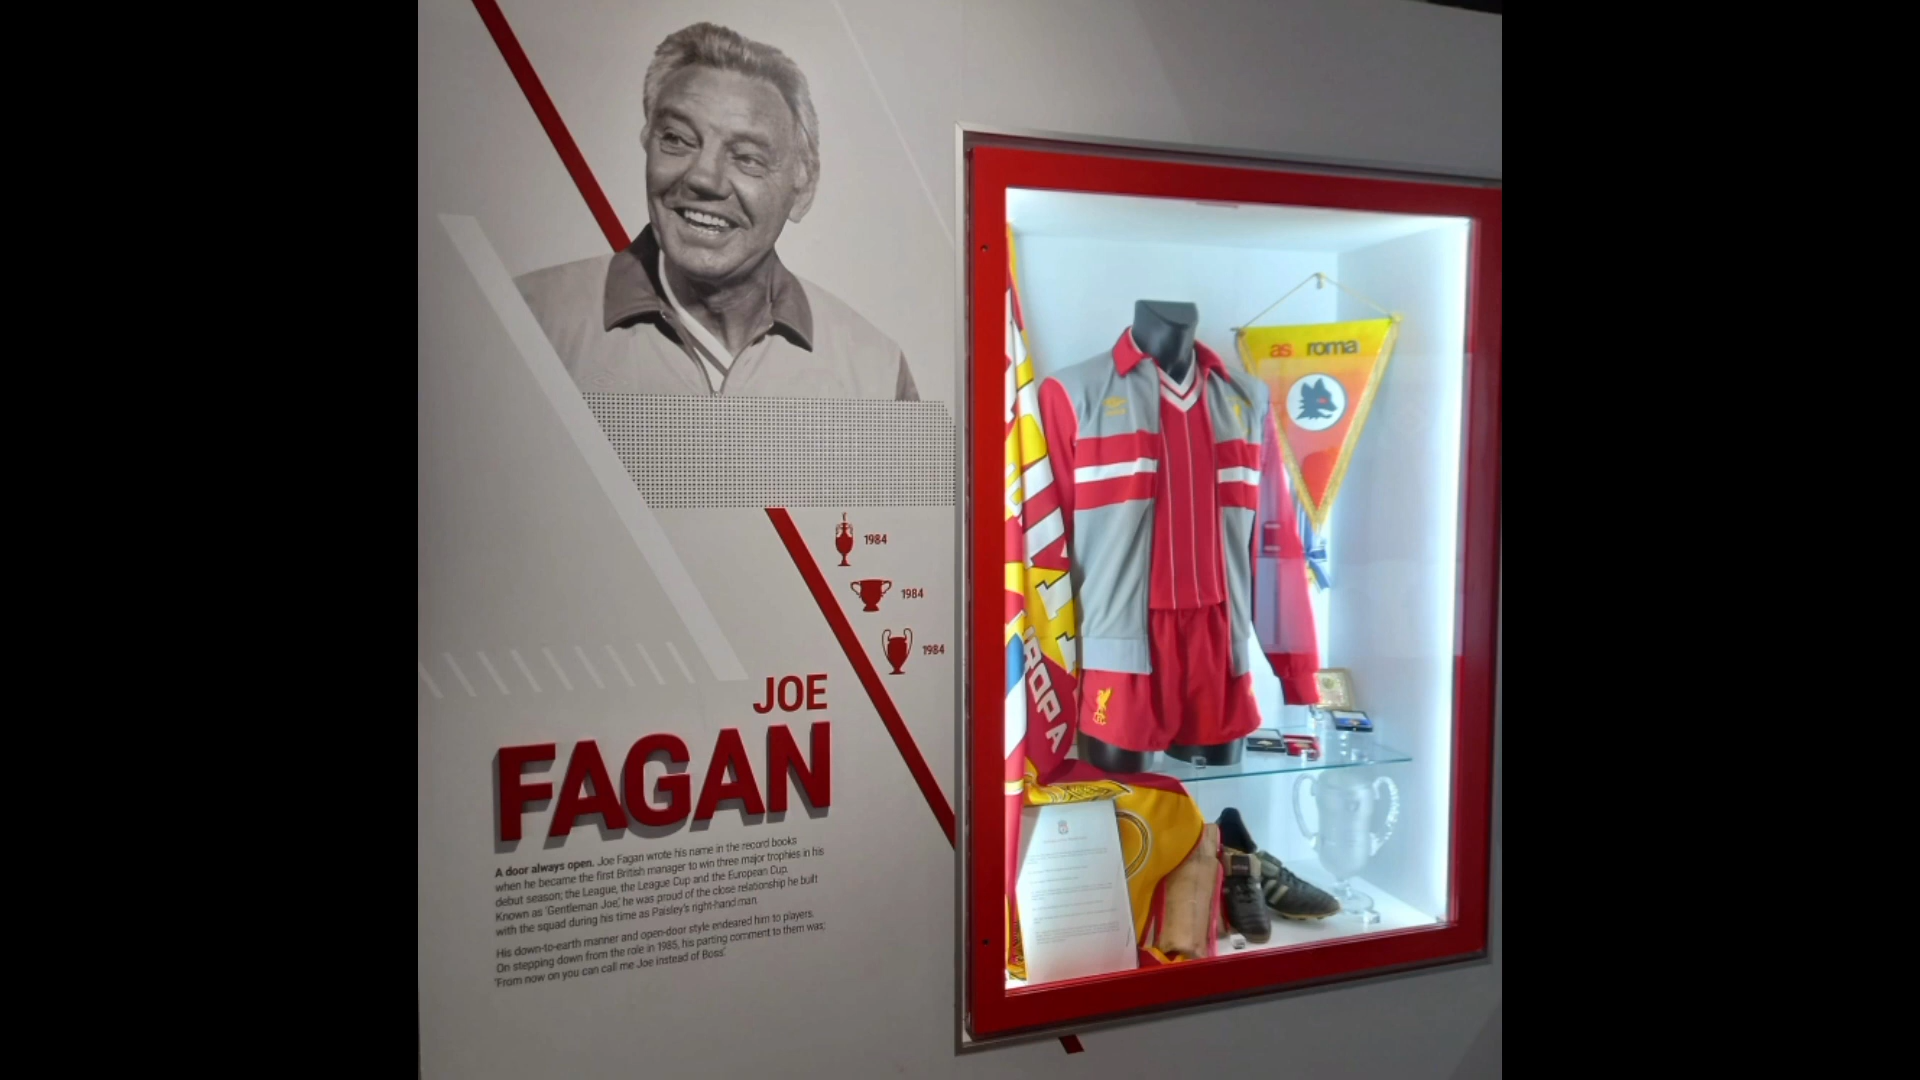 1984
1984
1984
JOE
FAGAN
A door always open. Joe Fagan wrote his name in the record books
when he became the first British manager to win three major trophies in his
debut season; the League, the League Cup and the European Cup.
Known as 'Gentleman Joe', he was proud of the close relationship he built
with the squad during his time as Paisley's right-hand man.
His down-to-earth manner and open-door style endeared him to players.
On stepping down from the role in 1985, his parting comment to them was;
'From now on you can call me Joe instead of Boss'.
as roma